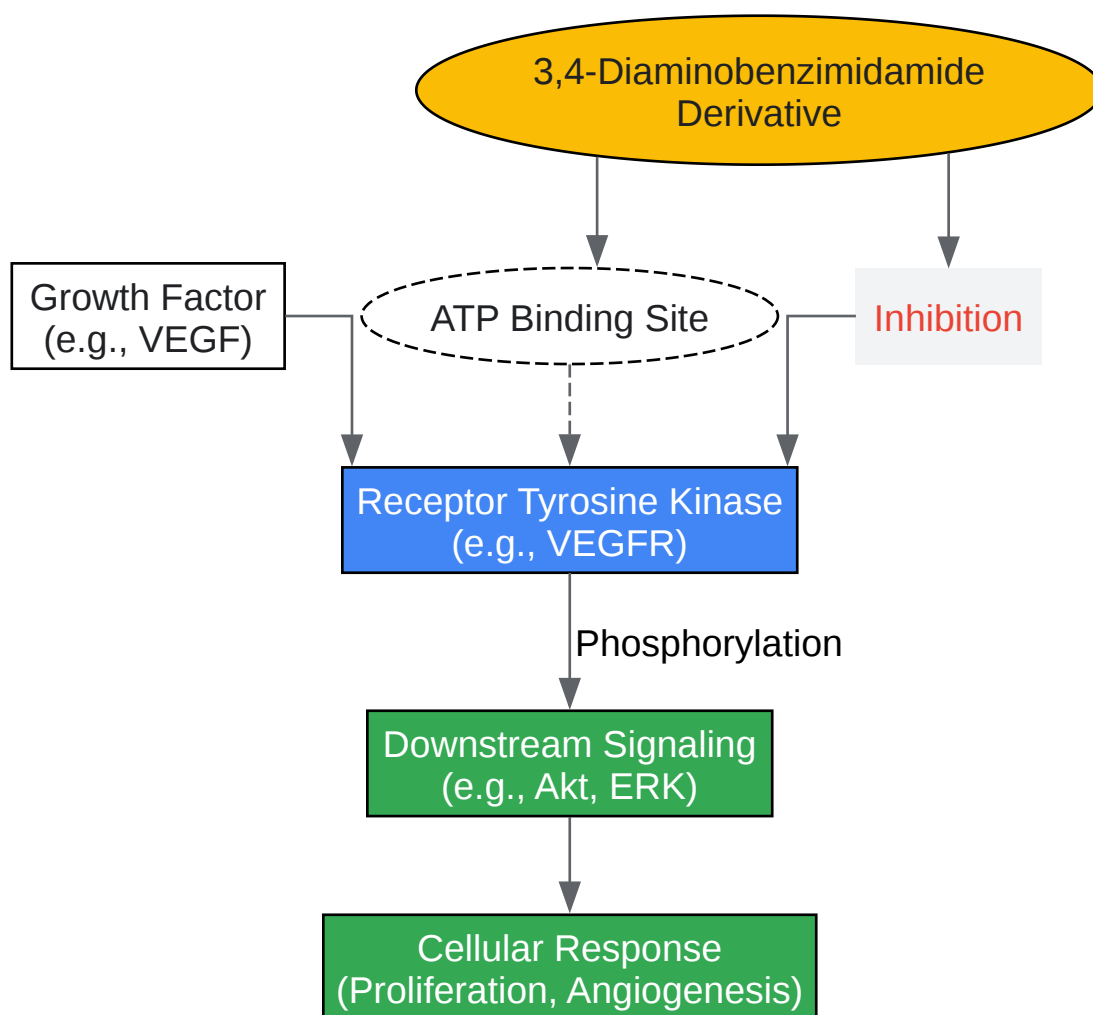 3,4-Diaminobenzimidamide
Derivative
Growth Factor
(e.g., VEGF)
ATP Binding Site
Inhibition
Receptor Tyrosine Kinase
(e.g., VEGFR)
Phosphorylation
Downstream Signaling
(e.g., Akt, ERK)
Cellular Response
(Proliferation, Angiogenesis)